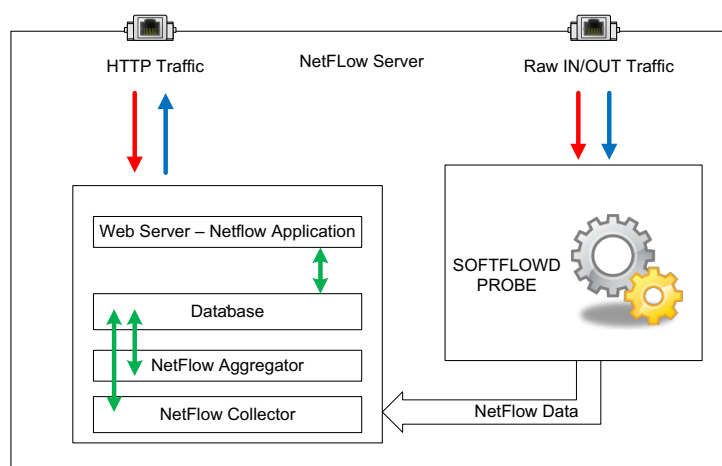 NetFLow Server
HTTP Traffic
Raw IN/OUT Traffic
Web Server – Netflow Application
Database
NetFlow Aggregator
NetFlow Collector
SOFTFLOWD
PROBE
NetFlow Data